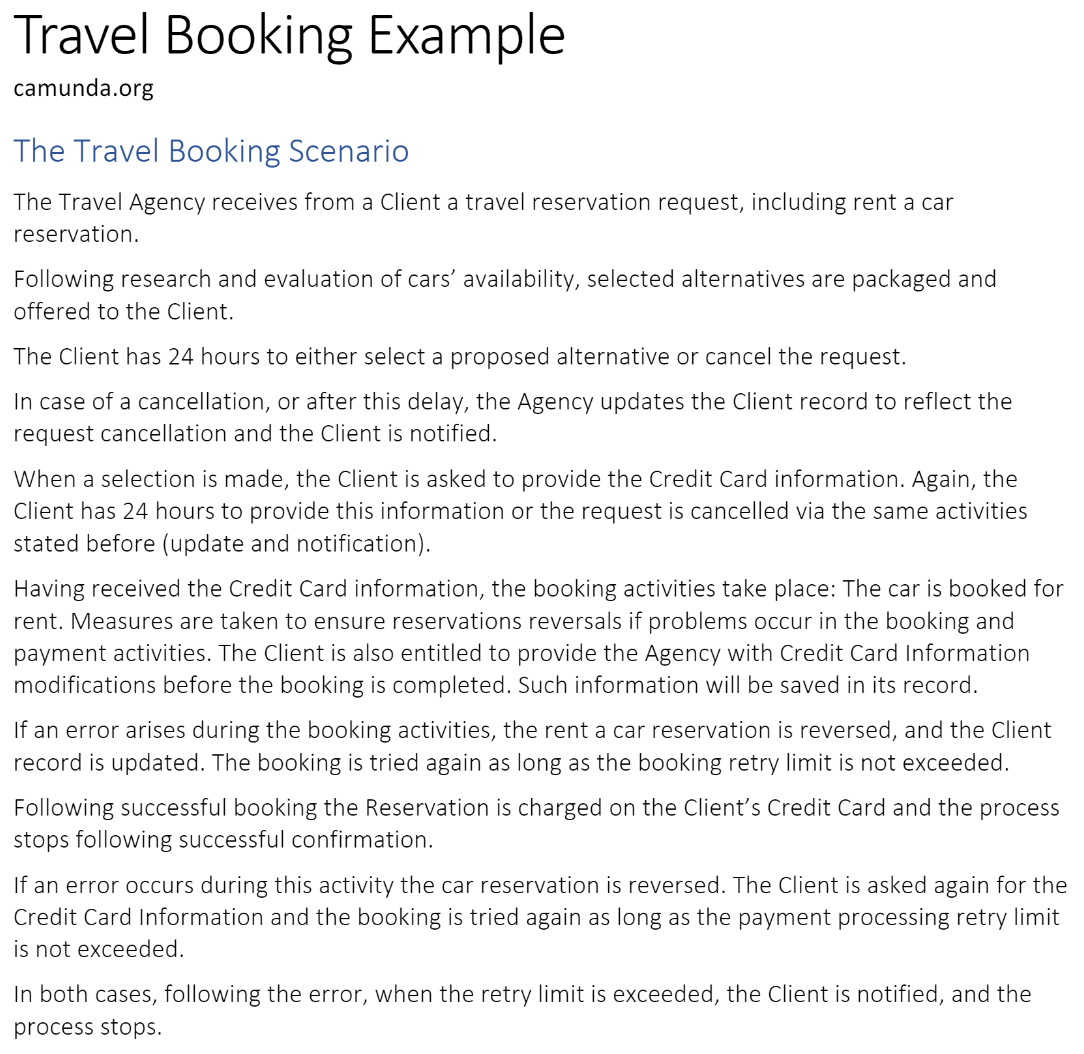 Travel Booking Example
camunda.org
The Travel Booking Scenario
The Travel Agency receives from a Client a travel reservation request, including rent a car
reservation.
Following research and evaluation of cars’ availability, selected alternatives are packaged and
offered to the Client.
The Client has 24 hours to either select a proposed alternative or cancel the request.
In case of a cancellation, or after this delay, the Agency updates the Client record to reflect the
request cancellation and the Client is notified.
When a selection is made, the Client is asked to provide the Credit Card information. Again, the
Client has 24 hours to provide this information or the request is cancelled via the same activities
stated before (update and notification).
Having received the Credit Card information, the booking activities take place: The car is booked for
rent. Measures are taken to ensure reservations reversals if problems occur in the booking and
payment activities. The Client is also entitled to provide the Agency with Credit Card Information
modifications before the booking is completed. Such information will be saved in its record.
If an error arises during the booking activities, the rent a car reservation is reversed, and the Client
record is updated. The booking is tried again as long as the booking retry limit is not exceeded.
Following successful booking the Reservation is charged on the Client’s Credit Card and the process
stops following successful confirmation.
If an error occurs during this activity the car reservation is reversed. The Client is asked again for the
Credit Card Information and the booking is tried again as long as the payment processing retry limit
is not exceeded.
In both cases, following the error, when the retry limit is exceeded, the Client is notified, and the
process stops.